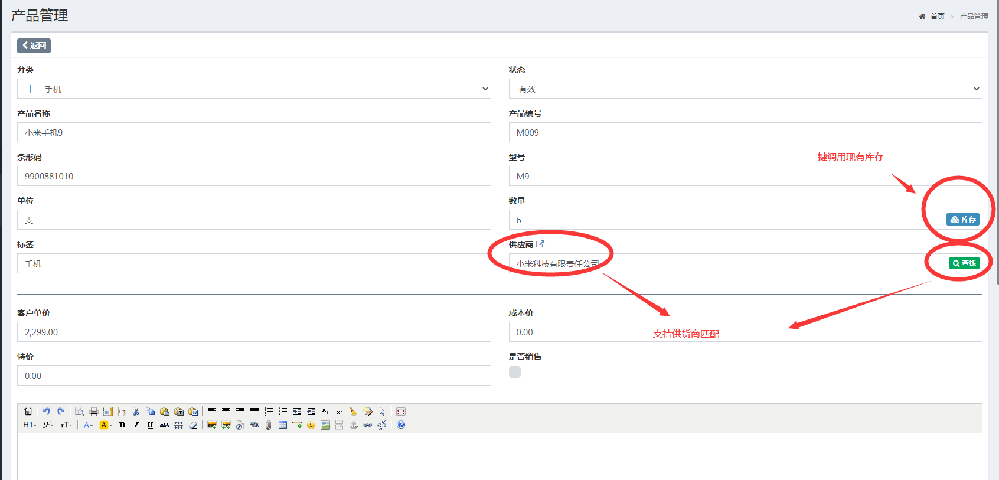 产品管理
首页 > 产品管理
返回
分类
状态
├──手机
有效
产品名称
产品编号
小米手机9
M009
条形码
型号
一键调用现有库存
9900881010
M9
单位
数量
支
6
库存
标签
供应商
手机
小米科技有限责任公司
查找
客户单价
成本价
2,299.00
0.00
支持供货商匹配
特价
是否销售
0.00